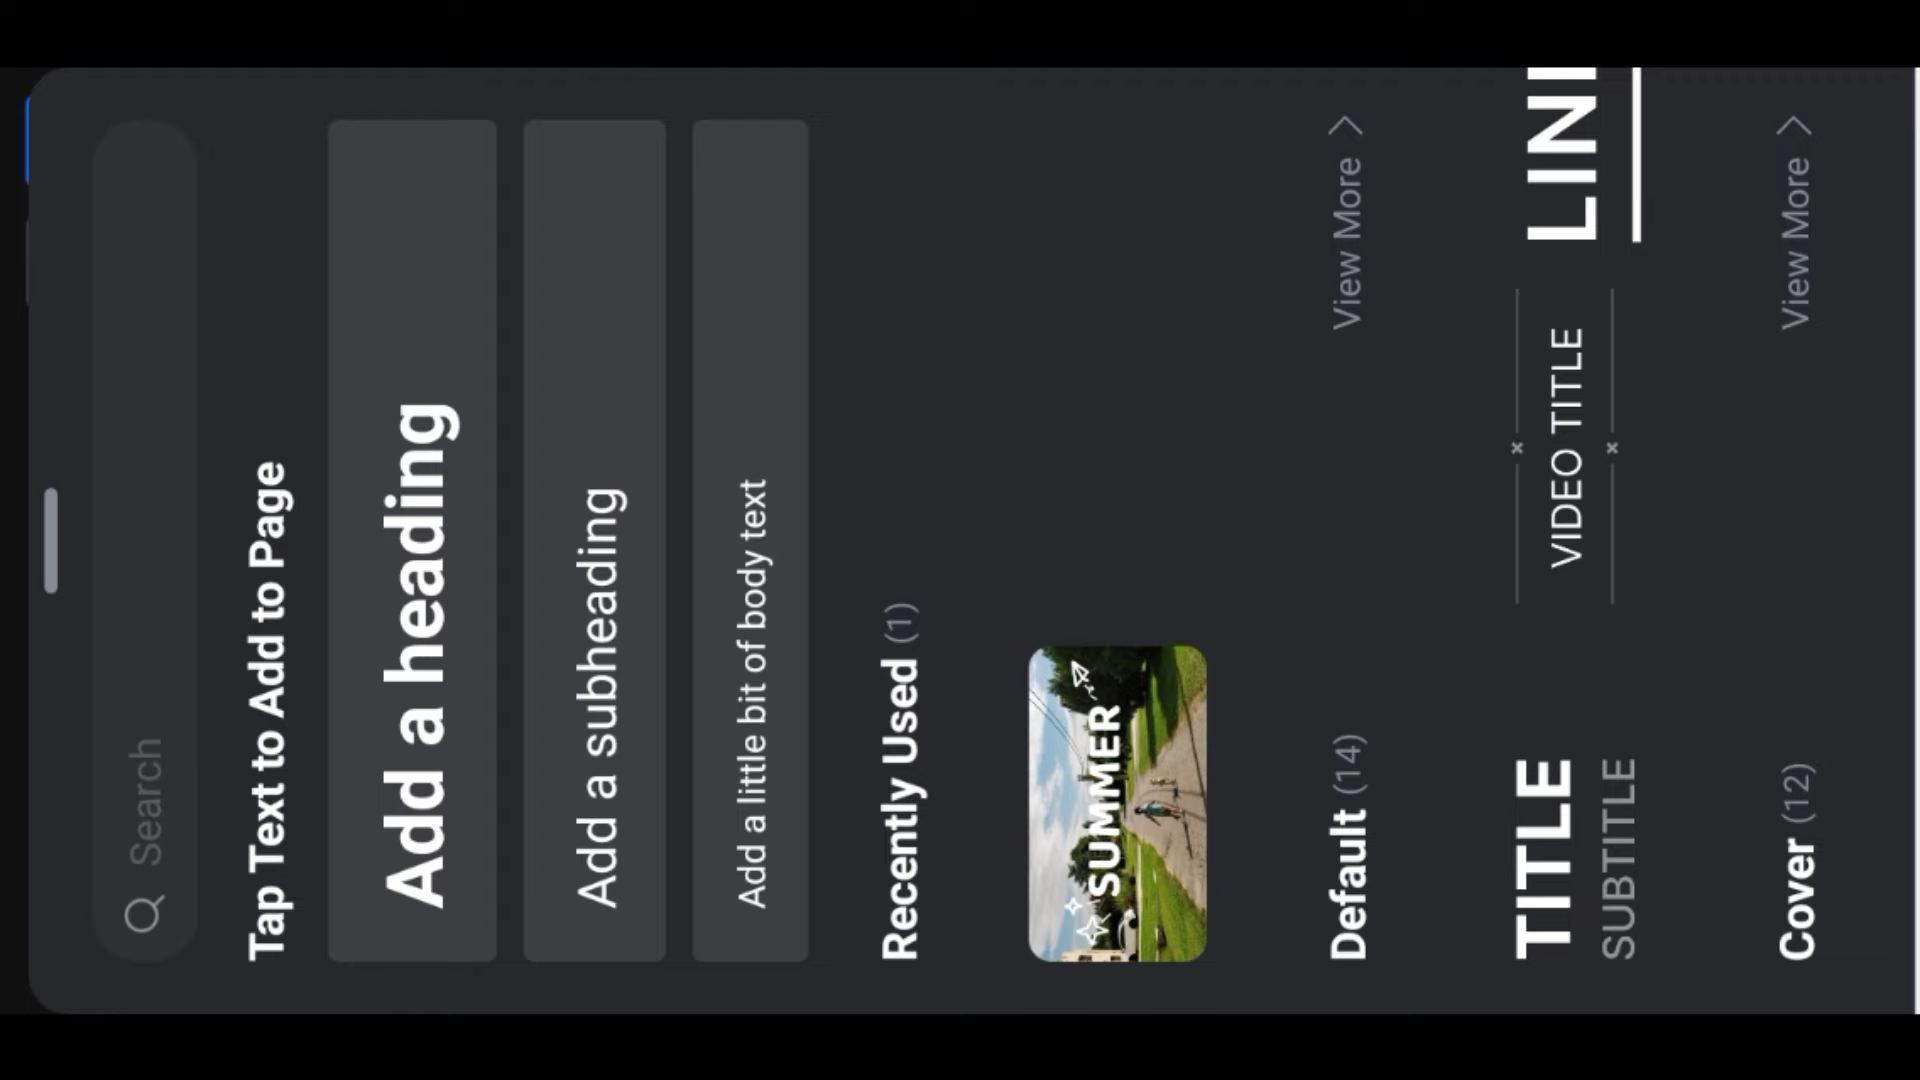 Search
Tap Text to Add to Page
Add a heading
Add a subheading
Add a little bit of body text
Recently Used (1)
SUMMER
Default (14)
View More
TITLE
SUBTITLE
VIDEO TITLE
Cover (12)
View More